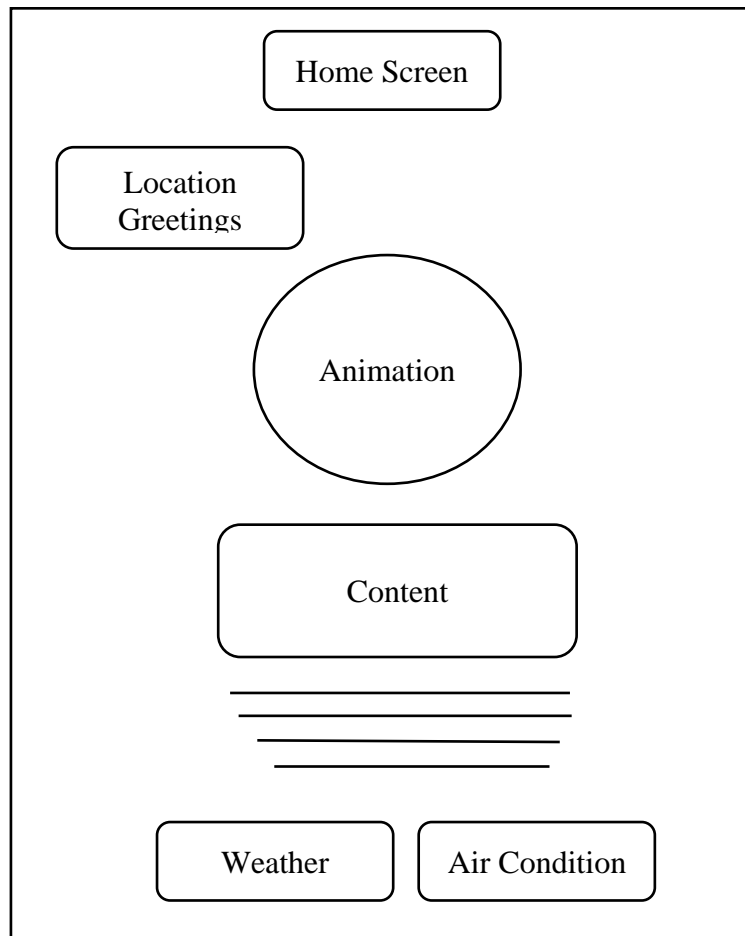 Home Screen
Location
Greetings
Animation
Content
Weather
Air Condition